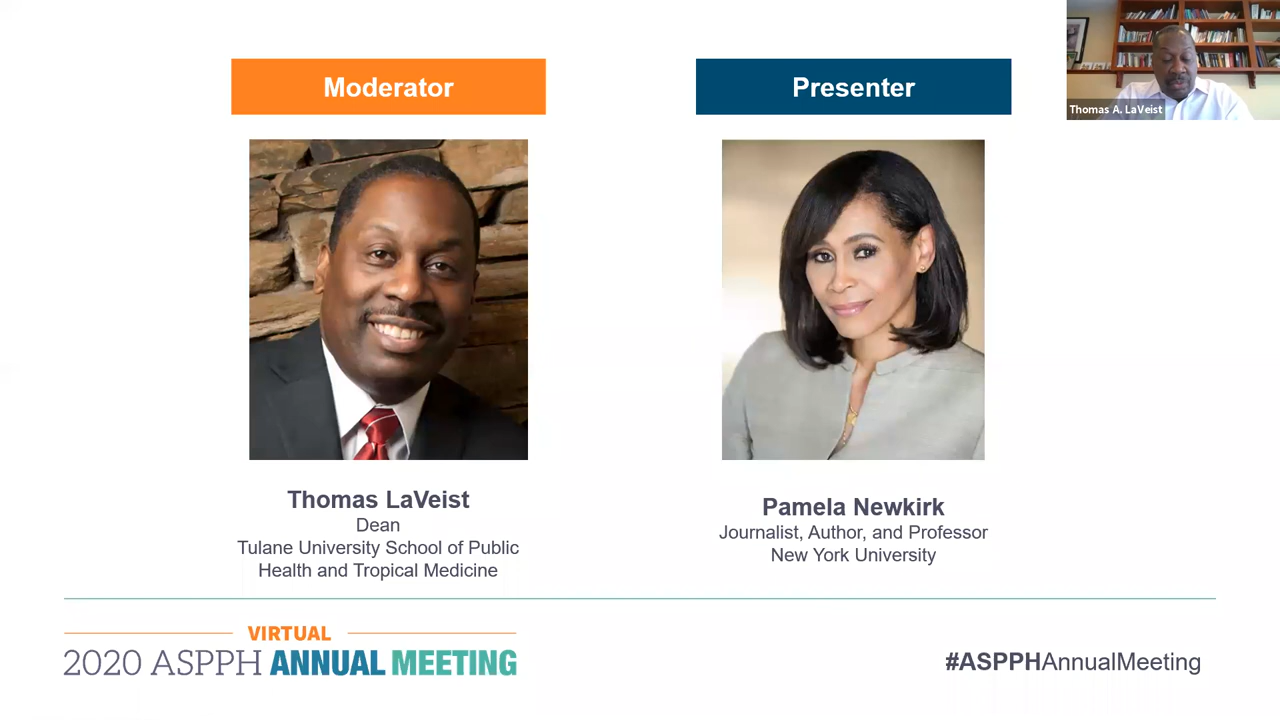 Moderator
Presenter
Thomas A. LaVeist
Thomas LaVeist
Dean
Tulane University School of Public
Health and Tropical Medicine
Pamela Newkirk
Journalist, Author, and Professor
New York University
VIRTUAL
2020 ASPPH ANNUAL MEETING
#ASPPHAnnualMeeting